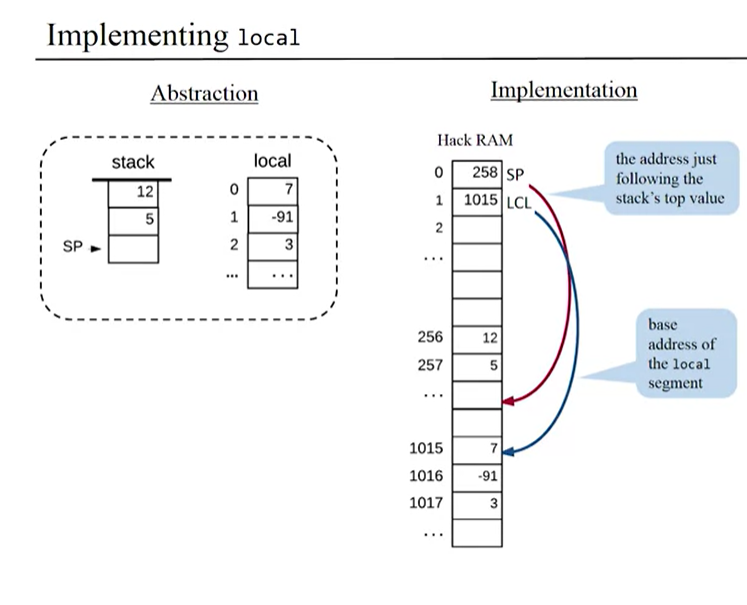 Implementing local
Abstraction
stack
12
5
SP
local
0 7
1 -91
2 3
... ...
Implementation
Hack RAM
0 258 SP
1 1015 LCL
2
...
256 12
257 5
...
1015 7
1016 -91
1017 3
...
the address just
following the
stack's top value
base
address of
the local
segment